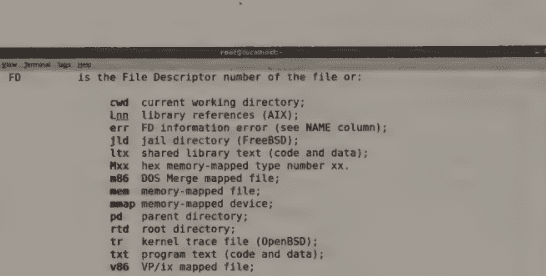 root@localhost:~
View Terminal Tabs Help
FD is the File Descriptor number of the file or:
cwd current working directory;
Lnn library references (AIX);
err FD information error (see NAME column);
jld jail directory (FreeBSD);
ltx shared library text (code and data);
Mxx hex memory-mapped type number xx.
m86 DOS Merge mapped file;
mem memory-mapped file;
mmap memory-mapped device;
pd parent directory;
rtd root directory;
tr kernel trace file (OpenBSD);
txt program text (code and data);
v86 VP/ix mapped file;